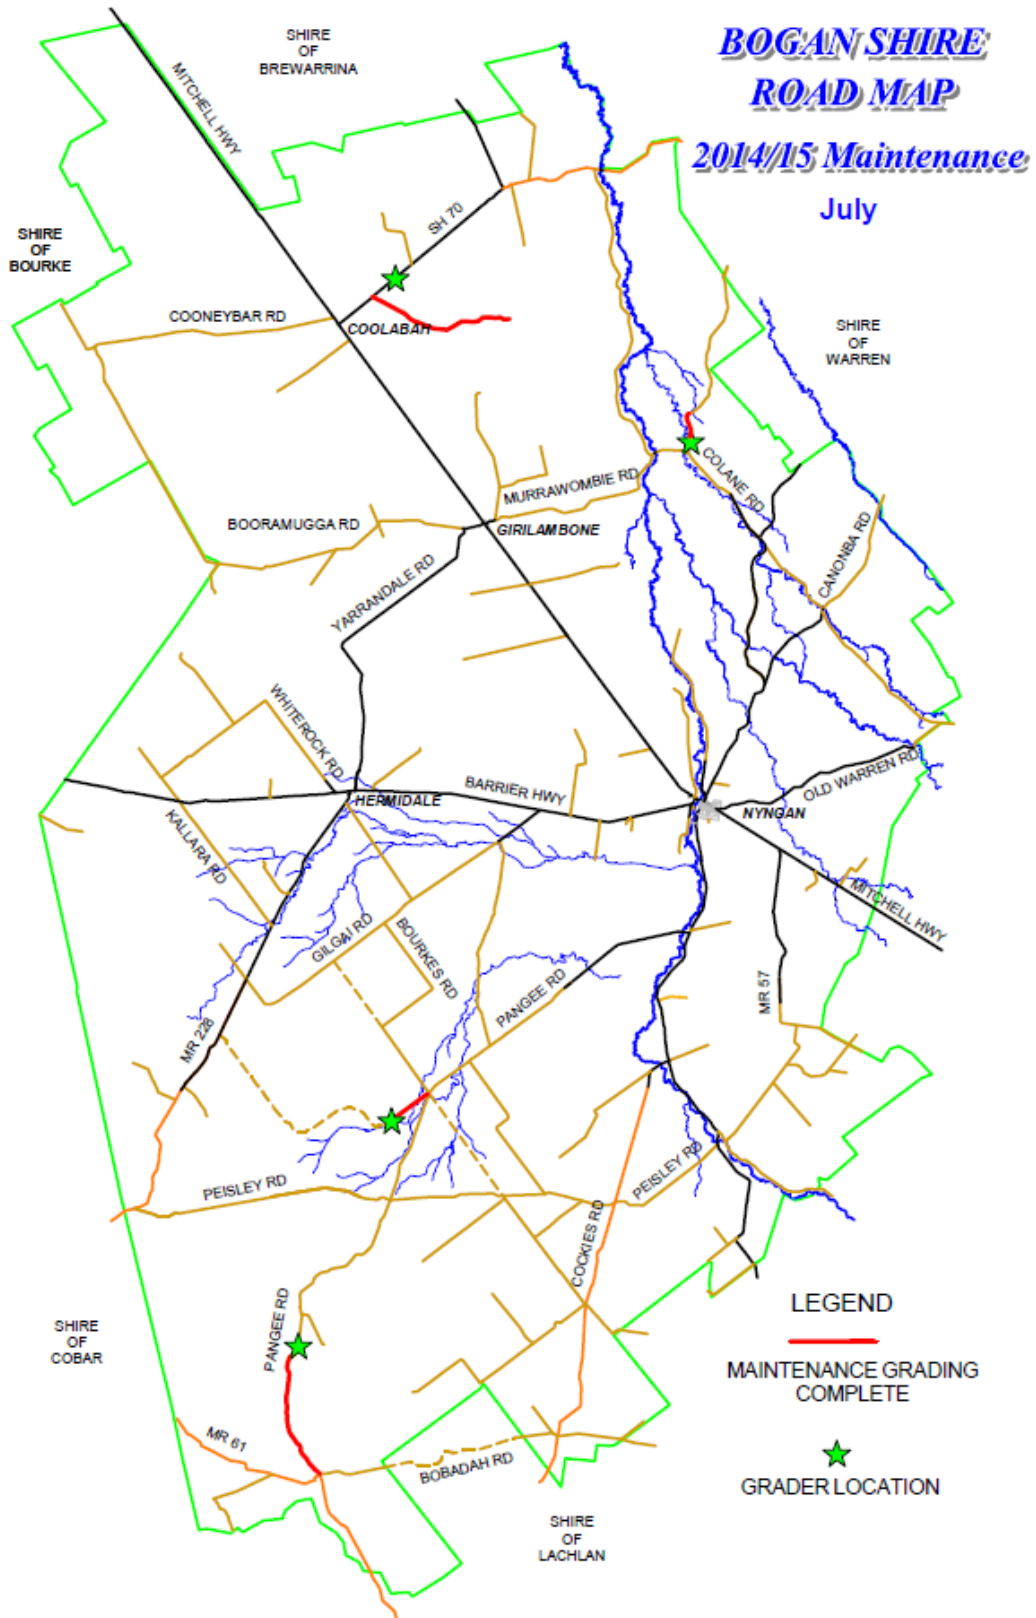 BOGAN SHIRE
ROAD MAP
2014/15 Maintenance
July
SHIRE
OF
BREWARRINA
MITCHELL HWY
SHIRE
OF
BOURKE
SH 70
COONEYBAR RD
COOLABAH
SHIRE
OF
WARREN
MURRAWOMBIE RD
COLANE RD
BOORAMUGGA RD
GIRILAMBONE
CANONBA RD
YARRANDALE RD
WHITEROCK RD
BARRIER HWY
HERMIDALE
OLD WARREN RD
NYNGAN
KALLARA RD
MITCHELL HWY
GILGAI RD
BOURKES RD
PANGEE RD
MR 57
MR 228
PEISLEY RD
PEISLEY RD
COCKIES RD
PANGEE RD
SHIRE
OF
COBAR
MR 61
BOBADAH RD
SHIRE
OF
LACHLAN
LEGEND
MAINTENANCE GRADING
COMPLETE
GRADER LOCATION